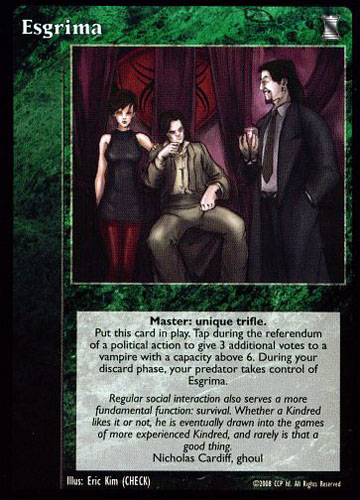 Esgrima
Master: unique trifle.
Put this card in play. Tap during the referendum
of a political action to give 3 additional votes to a
vampire with a capacity above 6. During your
discard phase, your predator takes control of
Esgrima.
Regular social interaction also serves a more
fundamental function: survival. Whether a Kindred
likes it or not, he is eventually drawn into the games
of more experienced Kindred, and rarely is that a
good thing.
Nicholas Cardiff, ghoul
Illus: Eric Kim (CHECK)
©2008 CCP hf. All Rights Reserved